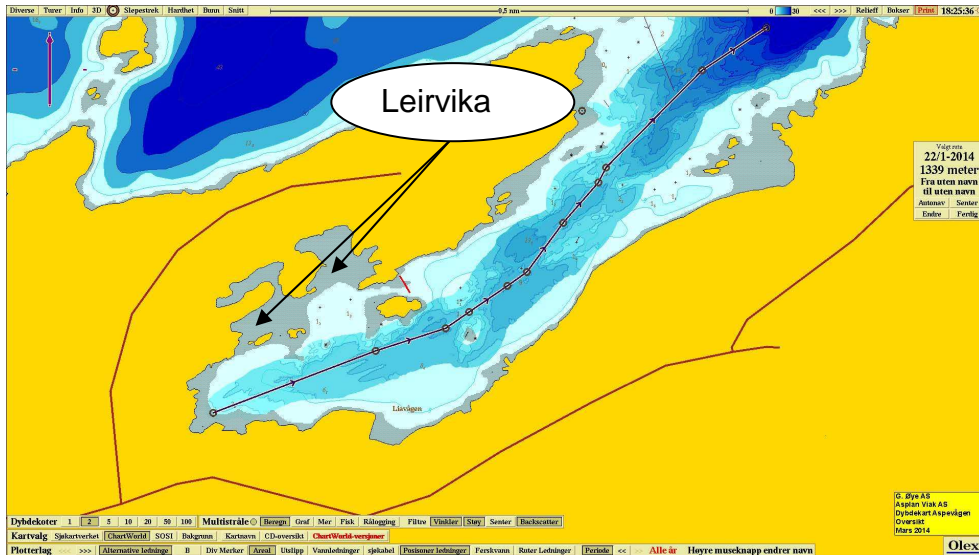 Diverse Turer Info 3D Slepestrek Hardhet Bunn Snitt 0.5 nm 0 30 <<< >>> Relieff Bokser Print 18:25:36
Leirvika
Valgt rute
22/1-2014
1339 meter
Fra uten navn
til uten navn
Autonav Senter
Endre Ferdig
Liavågen
G. Øye AS
Asplan Viak AS
Dybdekart Aspevågen
Oversikt
Mars 2014
Dybdekoter 1 2 5 10 20 50 100 Multistråle Beregn Graf Mer Fisk Rålogging Filtre Vinkler Støy Senter Backscatter
Kartvalg Sjøkartverket ChartWorld SOSI Bakgrunn Kartnavn CD-oversikt ChartWorld-versjoner
Plotterlag <<< >>> Alternative ledninge B Div Merker Areal Utslipp Vannledninger sjøkabel Posisoner ledninger Ferskvann Ruter Ledninger Periode << >> Alle år Høyre museknapp endrer navn
Olex